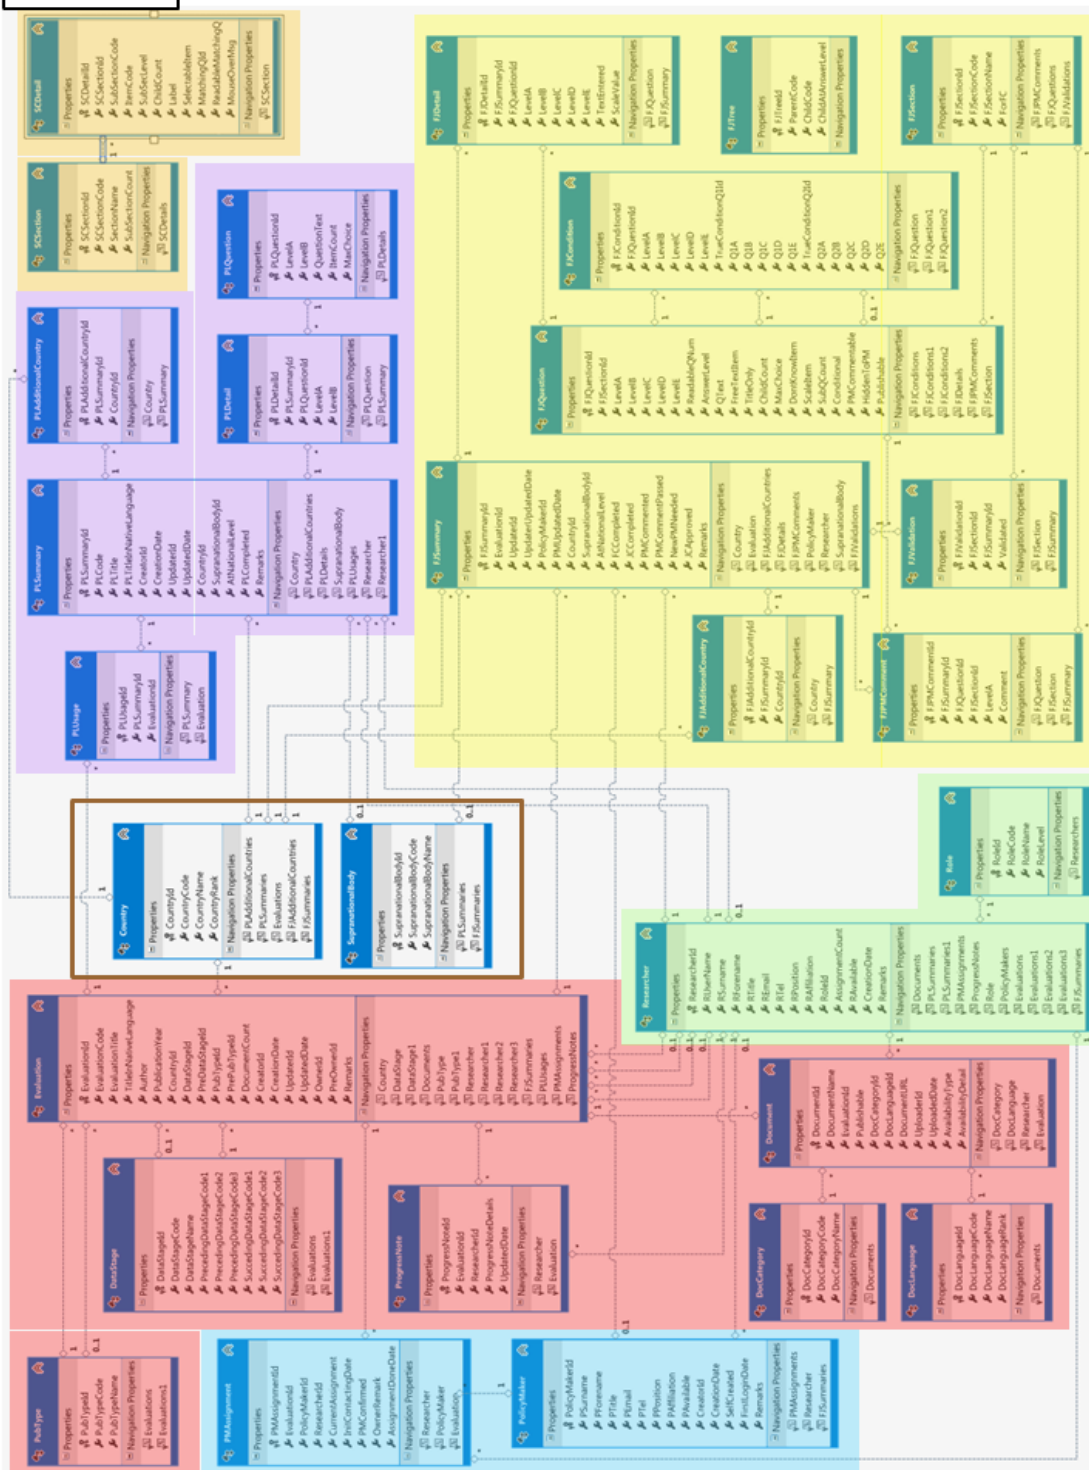 PubType
Properties
PubTypeId
PubTypeCode
PubTypeName
Navigation Properties
Evaluations
Evaluations1
DataStage
Properties
DataStageId
DataStageCode
DataStageName
PrecedingDataStageCode1
PrecedingDataStageCode2
PrecedingDataStageCode3
SuccedingDataStageCode1
SuccedingDataStageCode2
SuccedingDataStageCode3
Navigation Properties
Evaluations
Evaluations1
Evaluation
Properties
EvaluationId
EvaluationsCode
EvaluationTitle
TitleInNativeLanguage
Author
PublicationYear
CountryId
DataStageId
PreDataStageId
PubTypeId
PrePubTypeId
DocumentCount
CreatorId
CreationDate
UpdaterId
UpdatedDate
OwnerId
PreOwnerId
Remarks
Navigation Properties
Country
DataStage
DataStage1
Documents
PubType
PubType1
Researcher
Researcher1
Researcher2
Researcher3
FJSummaries
PLUsages
PMAssignments
ProgressNotes
Country
Properties
CountryId
CountryCode
CountryName
CountryRank
Navigation Properties
PLAdditionalCountries
PLSummaries
Evaluations
FJAdditionalCountries
FJSummaries
PLUsage
Properties
PLUsageId
PLSummaryId
EvaluationId
Navigation Properties
PLSummary
Evaluation
PLSummary
Properties
PLSummaryId
PLCode
PLTitle
PLTitleInNativeLanguage
CreatorId
CreationDate
UpdaterId
UpdatedDate
CountryId
SupranationalBodyId
AtNationalLevel
PLCompleted
Remarks
Navigation Properties
Country
PLAdditionalCountries
PLDetails
SupranationalBody
PLUsages
Researcher
Researcher1
PLAdditionalCountry
Properties
PLAdditionalCountryId
PLSummaryId
CountryId
Navigation Properties
Country
PLSummary
SCSection
Properties
SCSectionId
SCSectionCode
SectionName
SubSectionCount
Navigation Properties
SCDetails
SCDetail
Properties
SCDetailId
SCSectionId
SubSectionCode
ItemCode
SubSecLevel
ChildCount
Label
SelectableItem
MatchingQId
ReadableMatchingQ
MouseOverMsg
Navigation Properties
SCSection
PMAssignment
Properties
PMAssignmentId
EvaluationId
PolicyMakerId
ResearcherId
CurrentAssignment
InitContactingDate
PMConfirmed
OwnerRemark
AssignmentDoneDate
Navigation Properties
Researcher
PolicyMaker
Evaluation
ProgressNote
Properties
ProgressNoteId
EvaluationId
ResearcherId
ProgressNoteDetails
UpdatedDate
Navigation Properties
Researcher
Evaluation
SupranationalBody
Properties
SupranationalBodyId
SupranationalBodyCode
SupranationalBodyName
Navigation Properties
PLSummaries
FJSummaries
PLDetail
Properties
PLDetailId
PLSummaryId
PLQuestionId
LevelA
LevelB
Navigation Properties
PLQuestion
PLSummary
PLQuestion
Properties
PLQuestionId
LevelA
LevelB
QuestionText
ItemCount
MaxChoice
Navigation Properties
PLDetails
PolicyMaker
Properties
PolicyMakerId
PSurname
PForename
PTitle
PEmail
PTel
PPosition
PAffiliation
PAvailable
CreatorId
CreationDate
SelfCreated
FirstLoginDate
Remarks
Navigation Properties
PMAssignments
Researcher
FJSummaries
FJSummary
Properties
FJSummaryId
EvaluationId
UpdaterId
UpdaterUpdatedDate
PolicyMakerId
PMUpdatedDate
CountryId
SupranationalBodyId
AtNationalLevel
FCCompleted
JCCompleted
PMCommented
PMCommentPassed
NewPMNeeded
JCApproved
Remarks
Navigation Properties
Country
Evaluation
FJAdditionalCountries
FJDetails
FJPMComments
PolicyMaker
Researcher
SupranationalBody
FJValidations
FJQuestion
Properties
FJQuestionId
FJSectionId
LevelA
LevelB
LevelC
LevelD
LevelE
ReadableQNum
AnswerLevel
QText
FreeTextItem
TitleOnly
ChildCount
MaxChoice
DontKnowItem
ScaleItem
SubQCount
Conditional
PMCommentable
HiddenToPM
Publishable
Navigation Properties
FJConditions
FJConditions1
FJConditions2
FJDetails
FJPMComments
FJSection
FJCondition
Properties
FJConditionId
FJQuestionId
LevelA
LevelB
LevelC
LevelD
LevelE
TrueConditionQ1Id
Q1A
Q1B
Q1C
Q1D
Q1E
TrueConditionQ2Id
Q2A
Q2B
Q2C
Q2D
Q2E
Navigation Properties
FJQuestion
FJQuestion1
FJQuestion2
FJDetail
Properties
FJDetailId
FJSummaryId
FJQuestionId
LevelA
LevelB
LevelC
LevelD
LevelE
TextEntered
ScaleValue
Navigation Properties
FJQuestion
FJSummary
Researcher
Properties
ResearcherId
RUserName
RSurname
RForename
RTitle
REmail
RTel
RPosition
RAffiliation
RoleId
AssignmentCount
RAvailable
CreationDate
Remarks
Navigation Properties
Documents
PLSummaries
PLSummaries1
PMAssignments
ProgressNotes
Role
PolicyMakers
Evaluations
Evaluations1
Evaluations2
Evaluations3
FJSummaries
FJAdditionalCountry
Properties
FJAdditionalCountryId
FJSummaryId
CountryId
Navigation Properties
Country
FJSummary
FJTree
Properties
FJTreeId
ParentCode
ChildCode
ChildAtAnswerLevel
Navigation Properties
DocCategory
Properties
DocCategoryId
DocCategoryCode
DocCategoryName
Navigation Properties
Documents
Document
Properties
DocumentId
DocumentName
EvaluationId
Publishable
DocCategoryId
DocLanguageId
DocumentURL
UploaderId
UploadedDate
AvailabilityType
AvailabilityDetail
Navigation Properties
DocCategory
DocLanguage
Researcher
Evaluation
DocLanguage
Properties
DocLanguageId
DocLanguageCode
DocLanguageName
DocLanguageRank
Navigation Properties
Documents
Role
Properties
RoleId
RoleCode
RoleName
RoleLevel
Navigation Properties
Researchers
FJPMComment
Properties
FJPMCommentId
FJSummaryId
FJQuestionId
FJSectionId
LevelA
Comment
Navigation Properties
FJQuestion
FJSection
FJSummary
FJValidation
Properties
FJValidationId
FJSectionId
FJSummaryId
Validated
Navigation Properties
FJSection
FJSummary
FJSection
Properties
FJSectionId
FJSectionCode
FJSectionName
ForFC
Navigation Properties
FJPMComments
FJQuestions
FJValidations